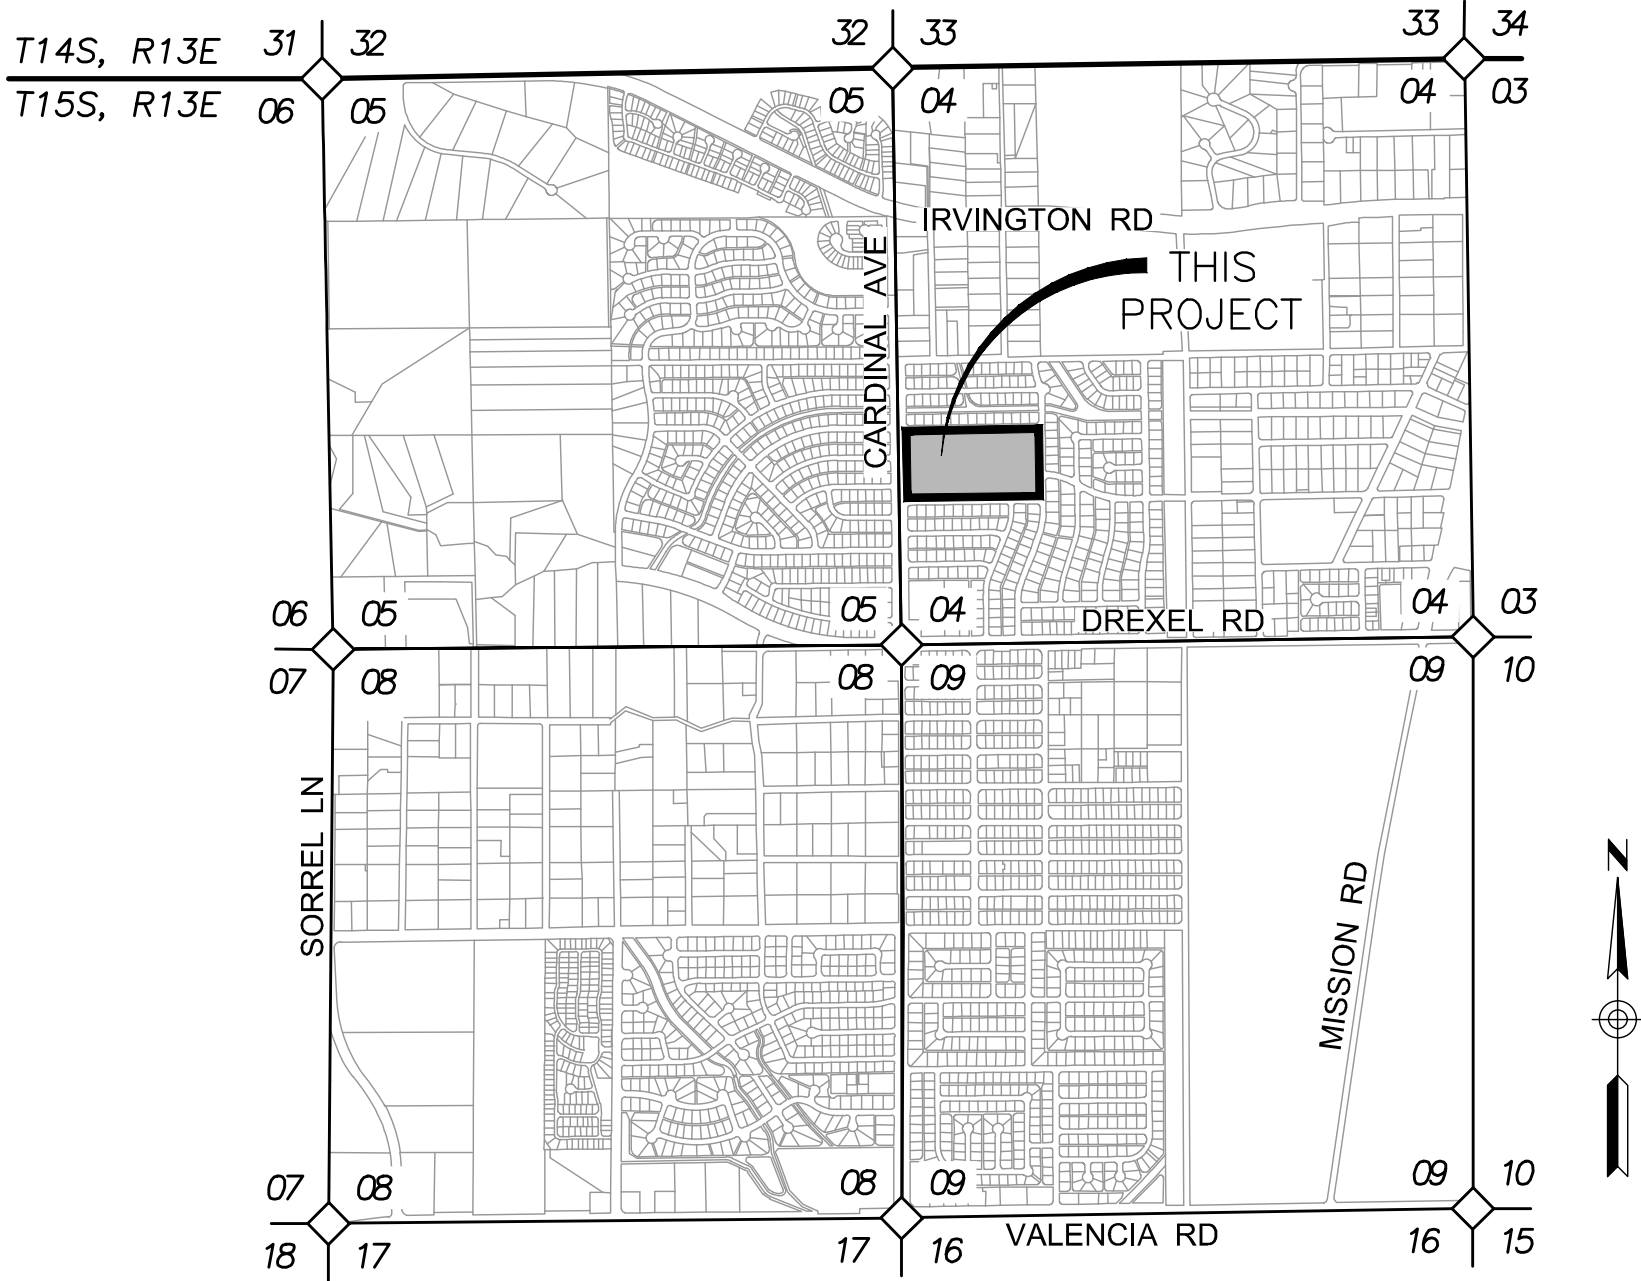 31 32 32 33 33 34
T14S, R13E
T15S, R13E
06 05 05 04 04 03
IRVINGTON RD
CARDINAL AVE
THIS
PROJECT
06 05 05 04 04 03
DREXEL RD
07 08 08 09 09 10
SORREL LN
MISSION RD
N
07 08 08 09 09 10
VALENCIA RD
18 17 17 16 16 15